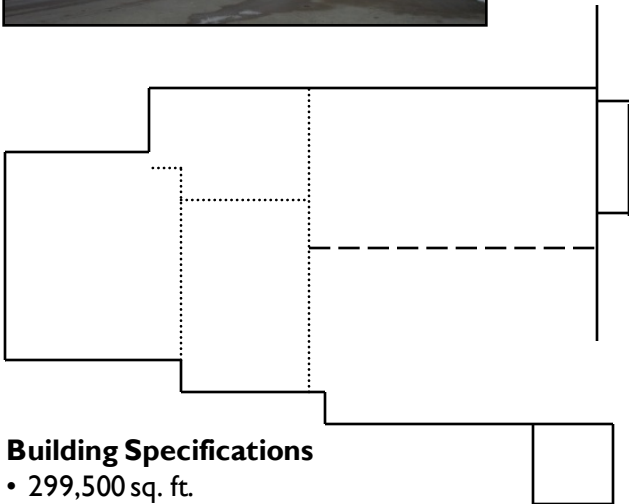 Building Specifications
• 299,500 sq. ft.